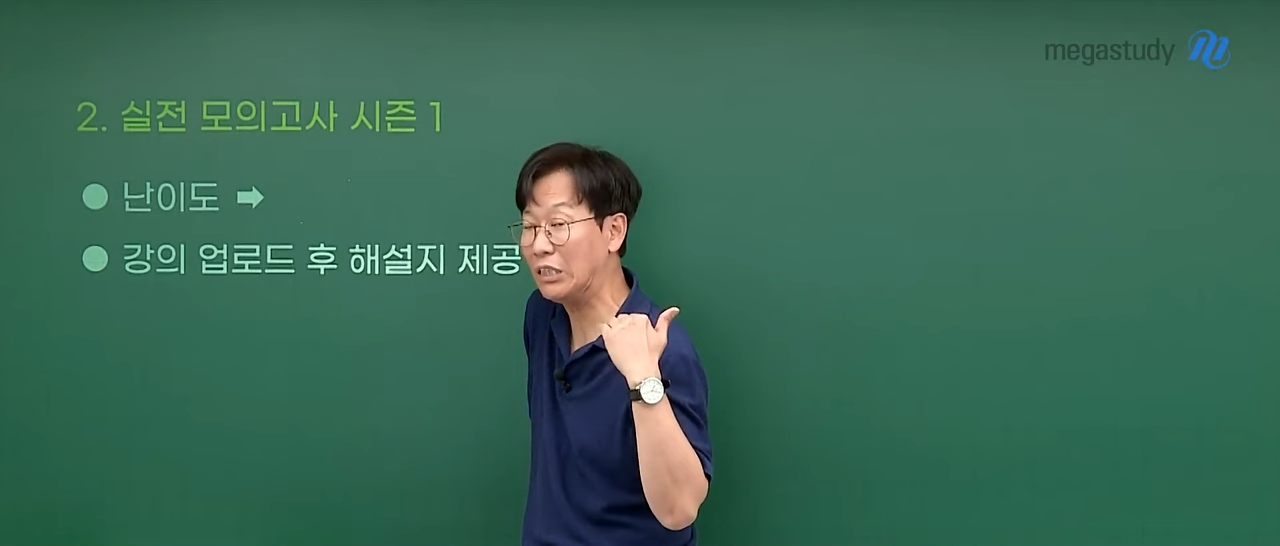 megastudy
2. 실전 모의고사 시즌 1
● 난이도 ➡
● 강의 업로드 후 해설지 제공